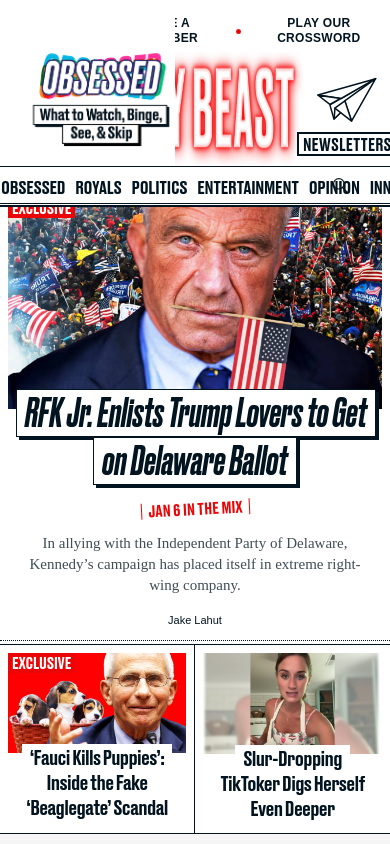 E A
BER
PLAY OUR
CROSSWORD
OBSESSED
What to Watch, Binge,
See, & Skip
Y BEAST
NEWSLETTERS
OBSESSED ROYALS POLITICS ENTERTAINMENT OPINION INN
EXCLUSIVE
RFK Jr. Enlists Trump Lovers to Get
on Delaware Ballot
JAN 6 IN THE MIX
In allying with the Independent Party of Delaware,
Kennedy’s campaign has placed itself in extreme right-
wing company.
Jake Lahut
EXCLUSIVE
‘Fauci Kills Puppies’:
Inside the Fake
‘Beaglegate’ Scandal
Slur-Dropping
TikToker Digs Herself
Even Deeper